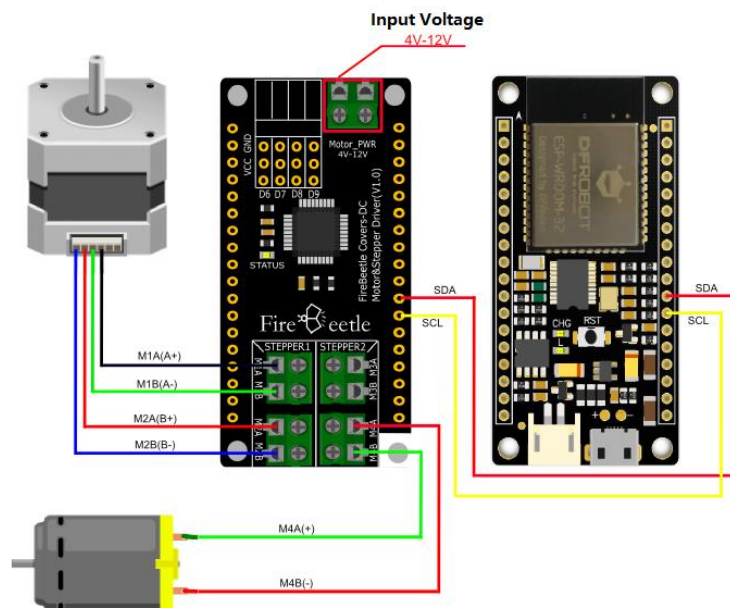 Input Voltage
4V-12V
VCC GND
Motor_PWR
4V-12V
D6 D7 D8 D9
STATUS
FireBeetle Covers-DC
Motor&Stepper Driver(V1.0)
Fire eetle
STEPPER1
STEPPER2
M1A
M1B
M2A
M2B
M3A
M3B
M4A
M4B
SDA
SCL
M1A(A+)
M1B(A-)
M2A(B+)
M2B(B-)
M4A(+)
M4B(-)
A
DFROBOT
ESP-WROOM-32
CHG
L
RST
SDA
SCL